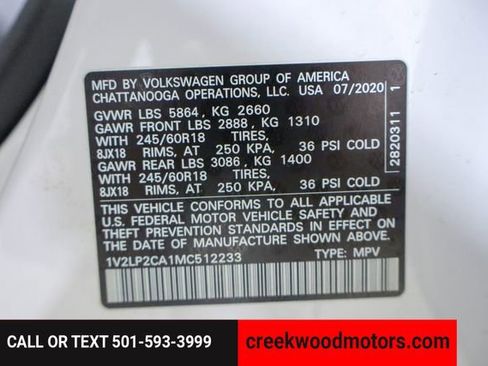 MFD BY VOLKSWAGEN GROUP OF AMERICA
CHATTANOOGA OPERATIONS, LLC. USA 07/2020
GVWR LBS 5864, KG 2660
GAWR FRONT LBS 2888, KG 1310
WITH 245/60R18 TIRES,
8JX18 RIMS, AT 250 KPA, 36 PSI COLD
GAWR REAR LBS 3086, KG 1400
WITH 245/60R18 TIRES,
8JX18 RIMS, AT 250 KPA, 36 PSI COLD
THIS VEHICLE CONFORMS TO ALL APPLICABLE
U.S. FEDERAL MOTOR VEHICLE SAFETY AND
THEFT PREVENTION STANDARDS IN EFFECT ON
THE DATE OF MANUFACTURE SHOWN ABOVE.
1V2LP2CA1MC512233 TYPE: MPV
2820311 1
CALL OR TEXT 501-593-3999
creekwoodmotors.com